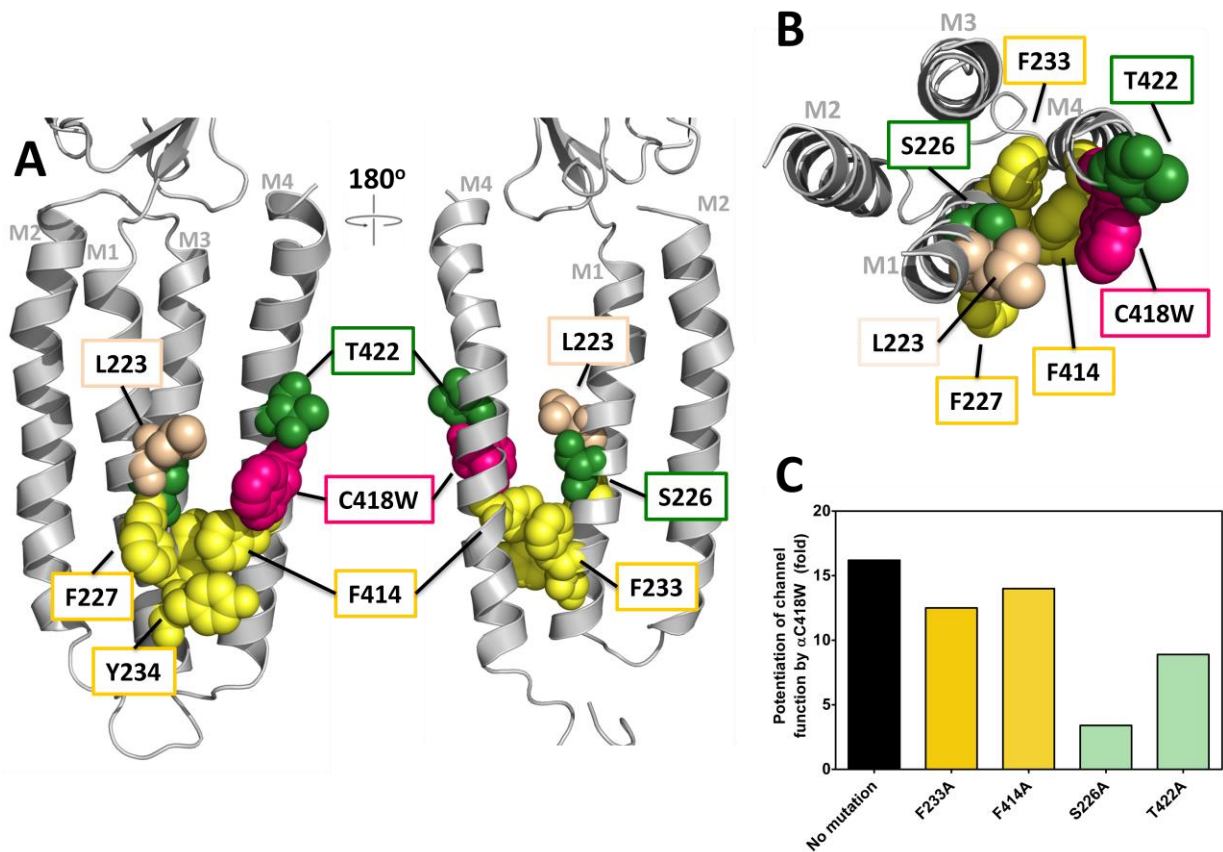 A
M4
M2
M1
M3
180º
M4
M2
M1
L223
T422
L223
C418W
S226
F227
F414
F233
Y234
B
M3
F233
T422
M2
M4
S226
M1
C418W
L223
F414
F227
C
Potentiation of channel
function by αC418W (fold)
20
15
10
5
0
No mutation
F233A
F414A
S226A
T422A